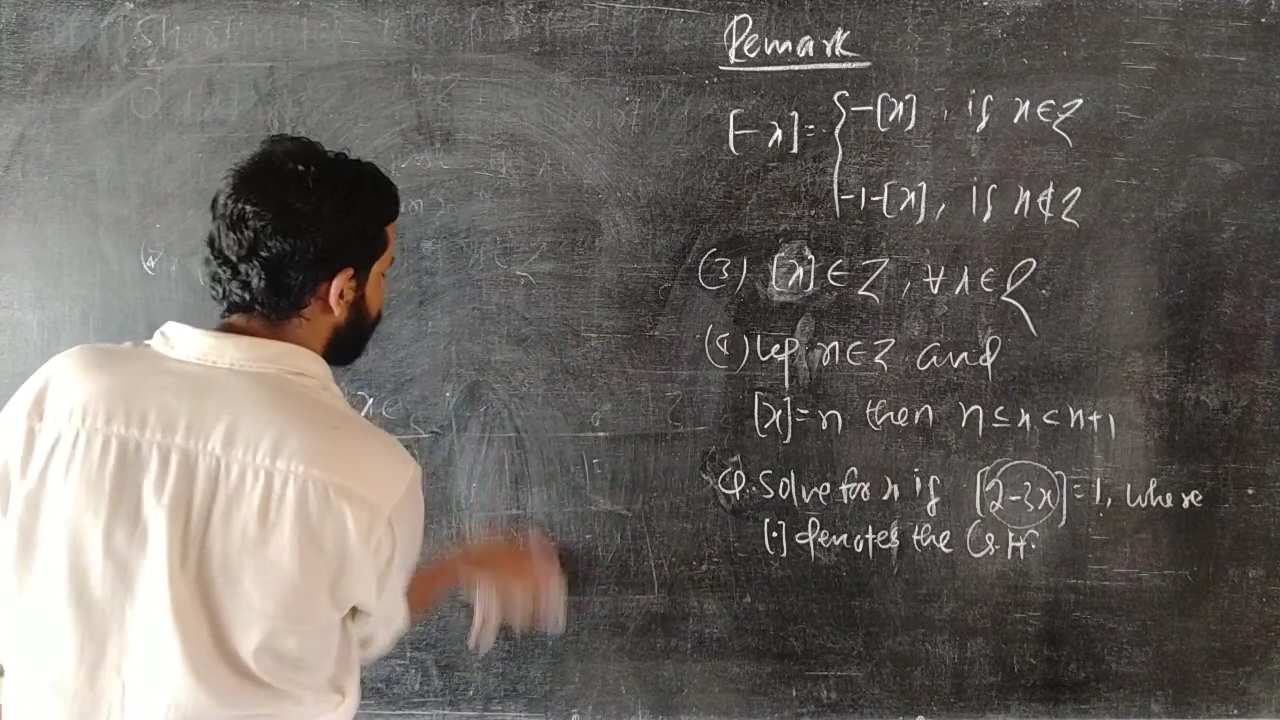 Remark
[-x]= { -[x] , if x∈Z
-1-[x], if x∉Z
(3) [x]∈Z, ∀x∈R
(4) Let n∈Z and
[x]=n then n≤x<n+1
Q. Solve for x if [2-3x]=1, where
[.] denotes the G.I.F.